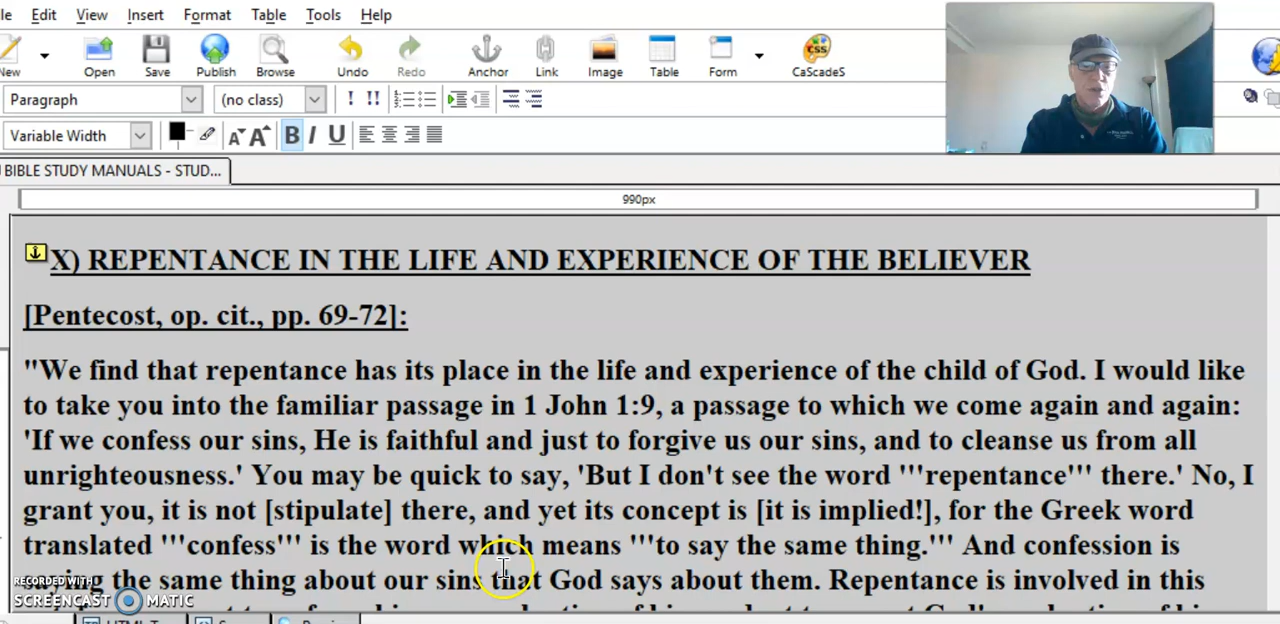 le Edit View Insert Format Table Tools Help
New Open Save Publish Browse Undo Redo Anchor Link Image Table Form CaScadeS
Paragraph (no class) ! !!
Variable Width A A B I U
BIBLE STUDY MANUALS - STUD...
990px
X) REPENTANCE IN THE LIFE AND EXPERIENCE OF THE BELIEVER
[Pentecost, op. cit., pp. 69-72]:
"We find that repentance has its place in the life and experience of the child of God. I would like
to take you into the familiar passage in 1 John 1:9, a passage to which we come again and again:
'If we confess our sins, He is faithful and just to forgive us our sins, and to cleanse us from all
unrighteousness.' You may be quick to say, 'But I don't see the word '''repentance''' there.' No, I
grant you, it is not [stipulate] there, and yet its concept is [it is implied!], for the Greek word
translated '''confess''' is the word which means '''to say the same thing.''' And confession is
the same thing about our sins that God says about them. Repentance is involved in this
RECORDED WITH
SCREENCAST MATIC